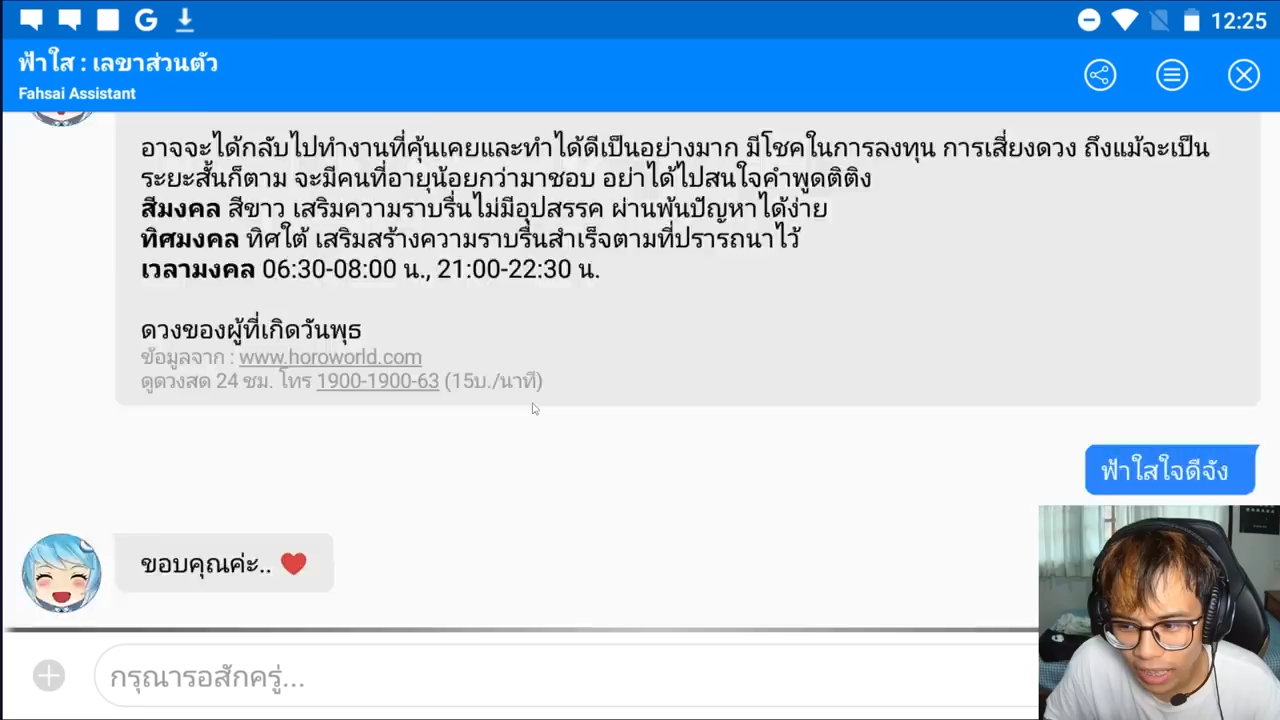 12:25
ฟ้าใส : เลขาส่วนตัว
Fahsai Assistant
อาจจะได้กลับไปทำงานที่คุ้นเคยและทำได้ดีเป็นอย่างมาก มีโชคในการลงทุน การเสี่ยงดวง ถึงแม้จะเป็น
ระยะสั้นก็ตาม จะมีคนที่อายุน้อยกว่ามาชอบ อย่าได้ไปสนใจคำพูดติติง
สีมงคล สีขาว เสริมความราบรื่นไม่มีอุปสรรค ผ่านพ้นปัญหาได้ง่าย
ทิศมงคล ทิศใต้ เสริมสร้างความราบรื่นสำเร็จตามที่ปรารถนาไว้
เวลามงคล 06:30-08:00 น., 21:00-22:30 น.
ดวงของผู้ที่เกิดวันพุธ
ข้อมูลจาก : www.horoworld.com
ดูดวงสด 24 ชม. โทร 1900-1900-63 (15บ./นาที)
ฟ้าใสใจดีจัง
ขอบคุณค่ะ.. ❤
กรุณารอสักครู่...